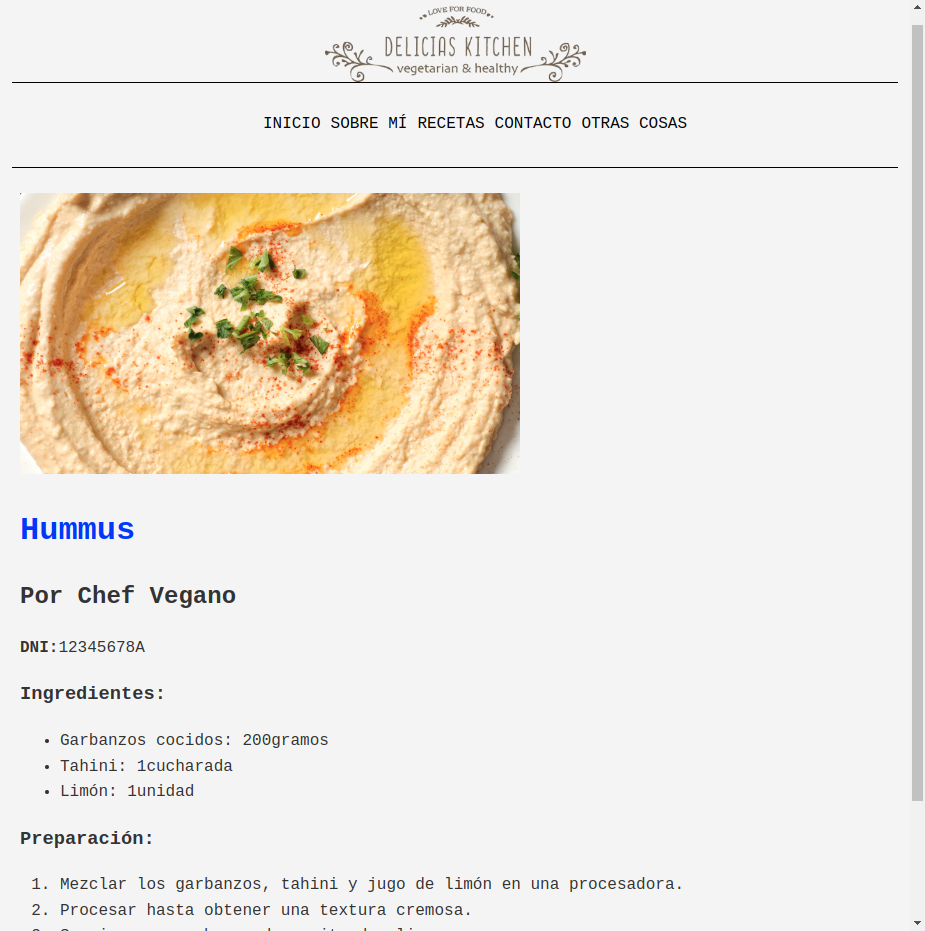 LOVE FOR FOOD
DELICIAS KITCHEN
vegetarian & healthy
INICIO SOBRE MÍ RECETAS CONTACTO OTRAS COSAS
Hummus
Por Chef Vegano
DNI:12345678A
Ingredientes:
• Garbanzos cocidos: 200gramos
• Tahini: 1cucharada
• Limón: 1unidad
Preparación:
1. Mezclar los garbanzos, tahini y jugo de limón en una procesadora.
2. Procesar hasta obtener una textura cremosa.